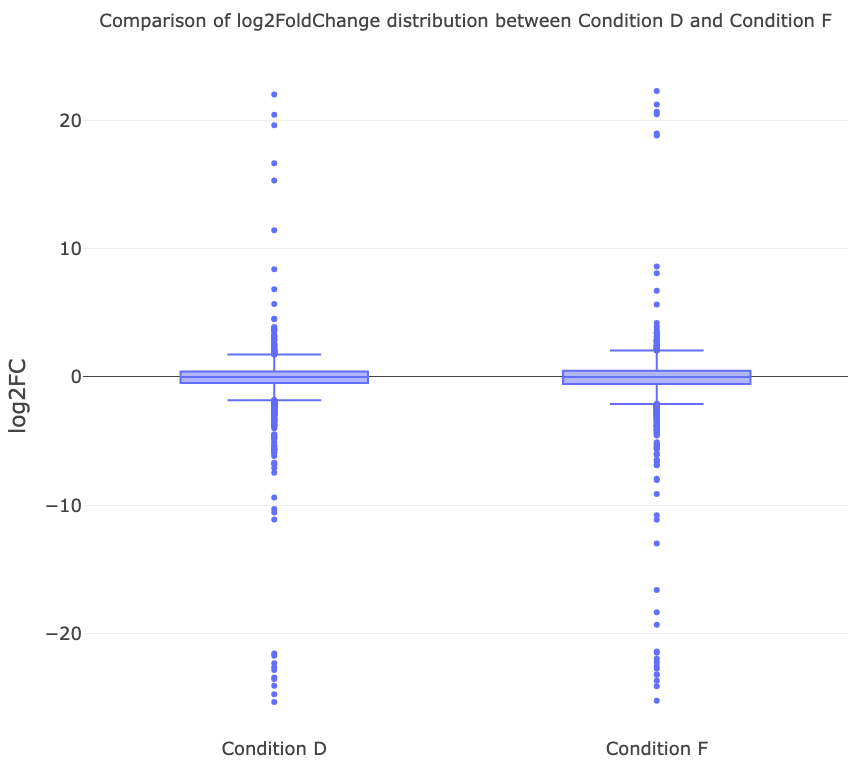 Comparison of log2FoldChange distribution between Condition D and Condition F
20
10
0
−10
−20
log2FC
Condition D
Condition F